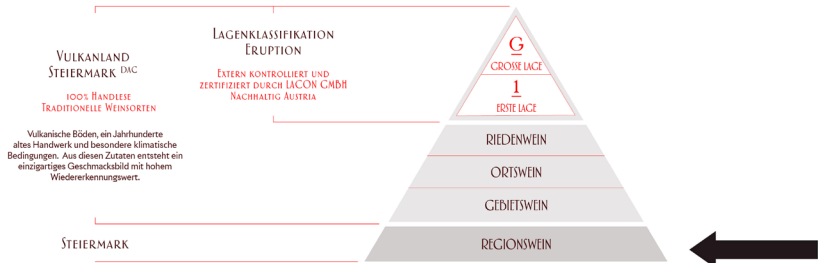 Vulkanland
Steiermark DAC
100% Handlese
Traditionelle Weinsorten
Vulkanische Böden, ein Jahrhunderte
altes Handwerk und besondere klimatische
Bedingungen. Aus diesen Zutaten entsteht ein
einzigartiges Geschmacksbild mit hohem
Wiedererkennungswert.
Steiermark
Lagenklassifikation
Eruption
Extern kontrolliert und
zertifiziert durch LACON GMBH
Nachhaltig Austria
G
GROSSE LAGE
1
ERSTE LAGE
RIEDENWEIN
ORTSWEIN
GEBIETSWEIN
REGIONSWEIN